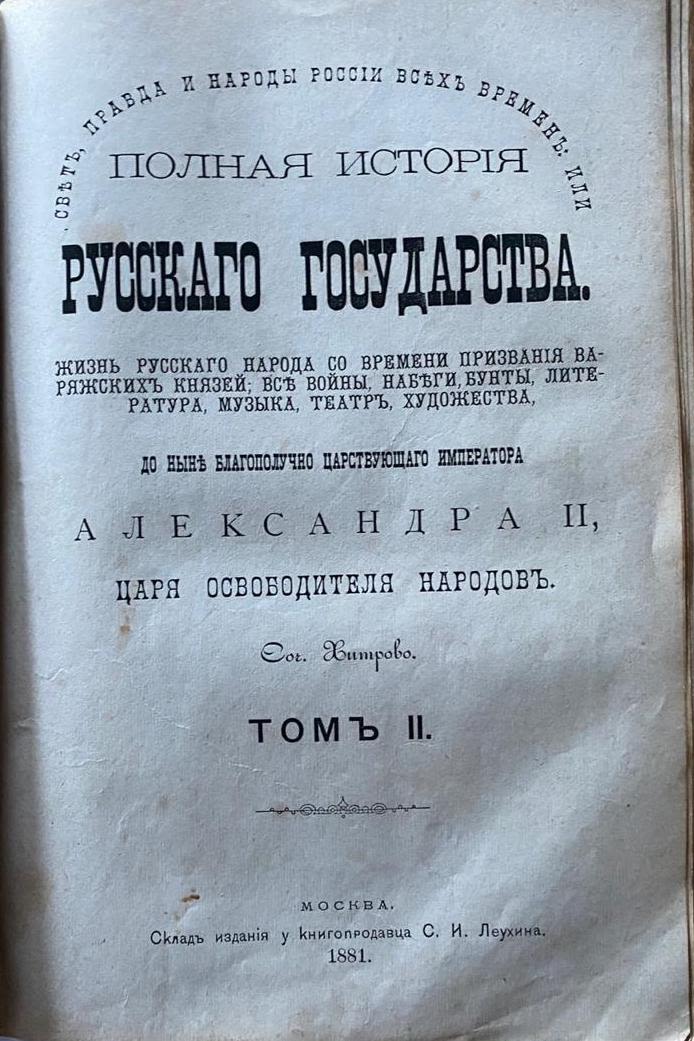 СВѢТЪ, ПРАВДА И НАРОДЫ РОССІИ ВСѢХЪ ВРЕМЕНЪ: ИЛИ
ПОЛНАЯ ИСТОРІЯ
РУССКАГО ГОСУДАРСТВА.
ЖИЗНЬ РУССКАГО НАРОДА СО ВРЕМЕНИ ПРИЗВАНІЯ ВА-
РЯЖСКИХЪ КНЯЗЕЙ; ВСѢ ВОЙНЫ, НАБѢГИ, БУНТЫ, ЛИТЕ-
РАТУРА, МУЗЫКА, ТЕАТРЪ, ХУДОЖЕСТВА,
ДО НЫНѢ БЛАГОПОЛУЧНО ЦАРСТВУЮЩАГО ИМПЕРАТОРА
АЛЕКСАНДРА II,
ЦАРЯ ОСВОБОДИТЕЛЯ НАРОДОВЪ.
Соч. Хитрово.
ТОМЪ II.
МОСКВА.
Складъ изданія у книгопродавца С. И. Леухина.
1881.